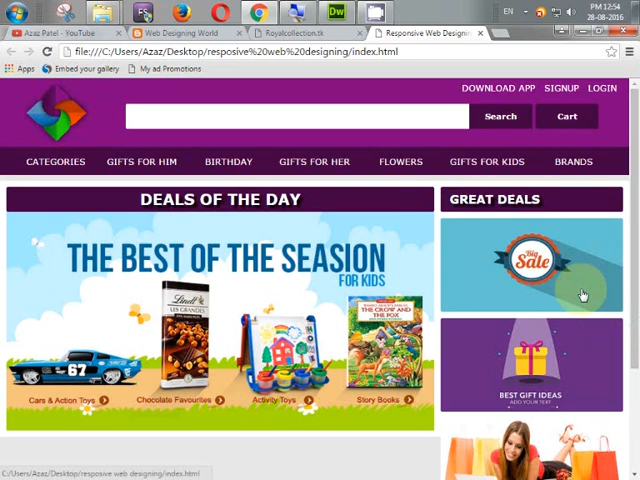 EN
PM 12:54
28-08-2016
Azaz Patel - YouTube
Web Designing World
Royalcollection.tk
Responsive Web Designin
file:///C:/Users/Azaz/Desktop/resposive%20web%20designing/index.html
Apps
Embed your gallery
My ad Promotions
DOWNLOAD APP
SIGNUP
LOGIN
Search
Cart
CATEGORIES
GIFTS FOR HIM
BIRTHDAY
GIFTS FOR HER
FLOWERS
GIFTS FOR KIDS
BRANDS
DEALS OF THE DAY
GREAT DEALS
THE BEST OF THE SEASION
FOR KIDS
Big
Sale
67
Lindt
LES GRANDES
THE CROW AND
THE FOX
Cars & Action Toys
Chocolate Favourites
Activity Toys
Story Books
BEST GIFT IDEAS
ADD YOUR TEXT
C:/Users/Azaz/Desktop/resposive web designing/index.html